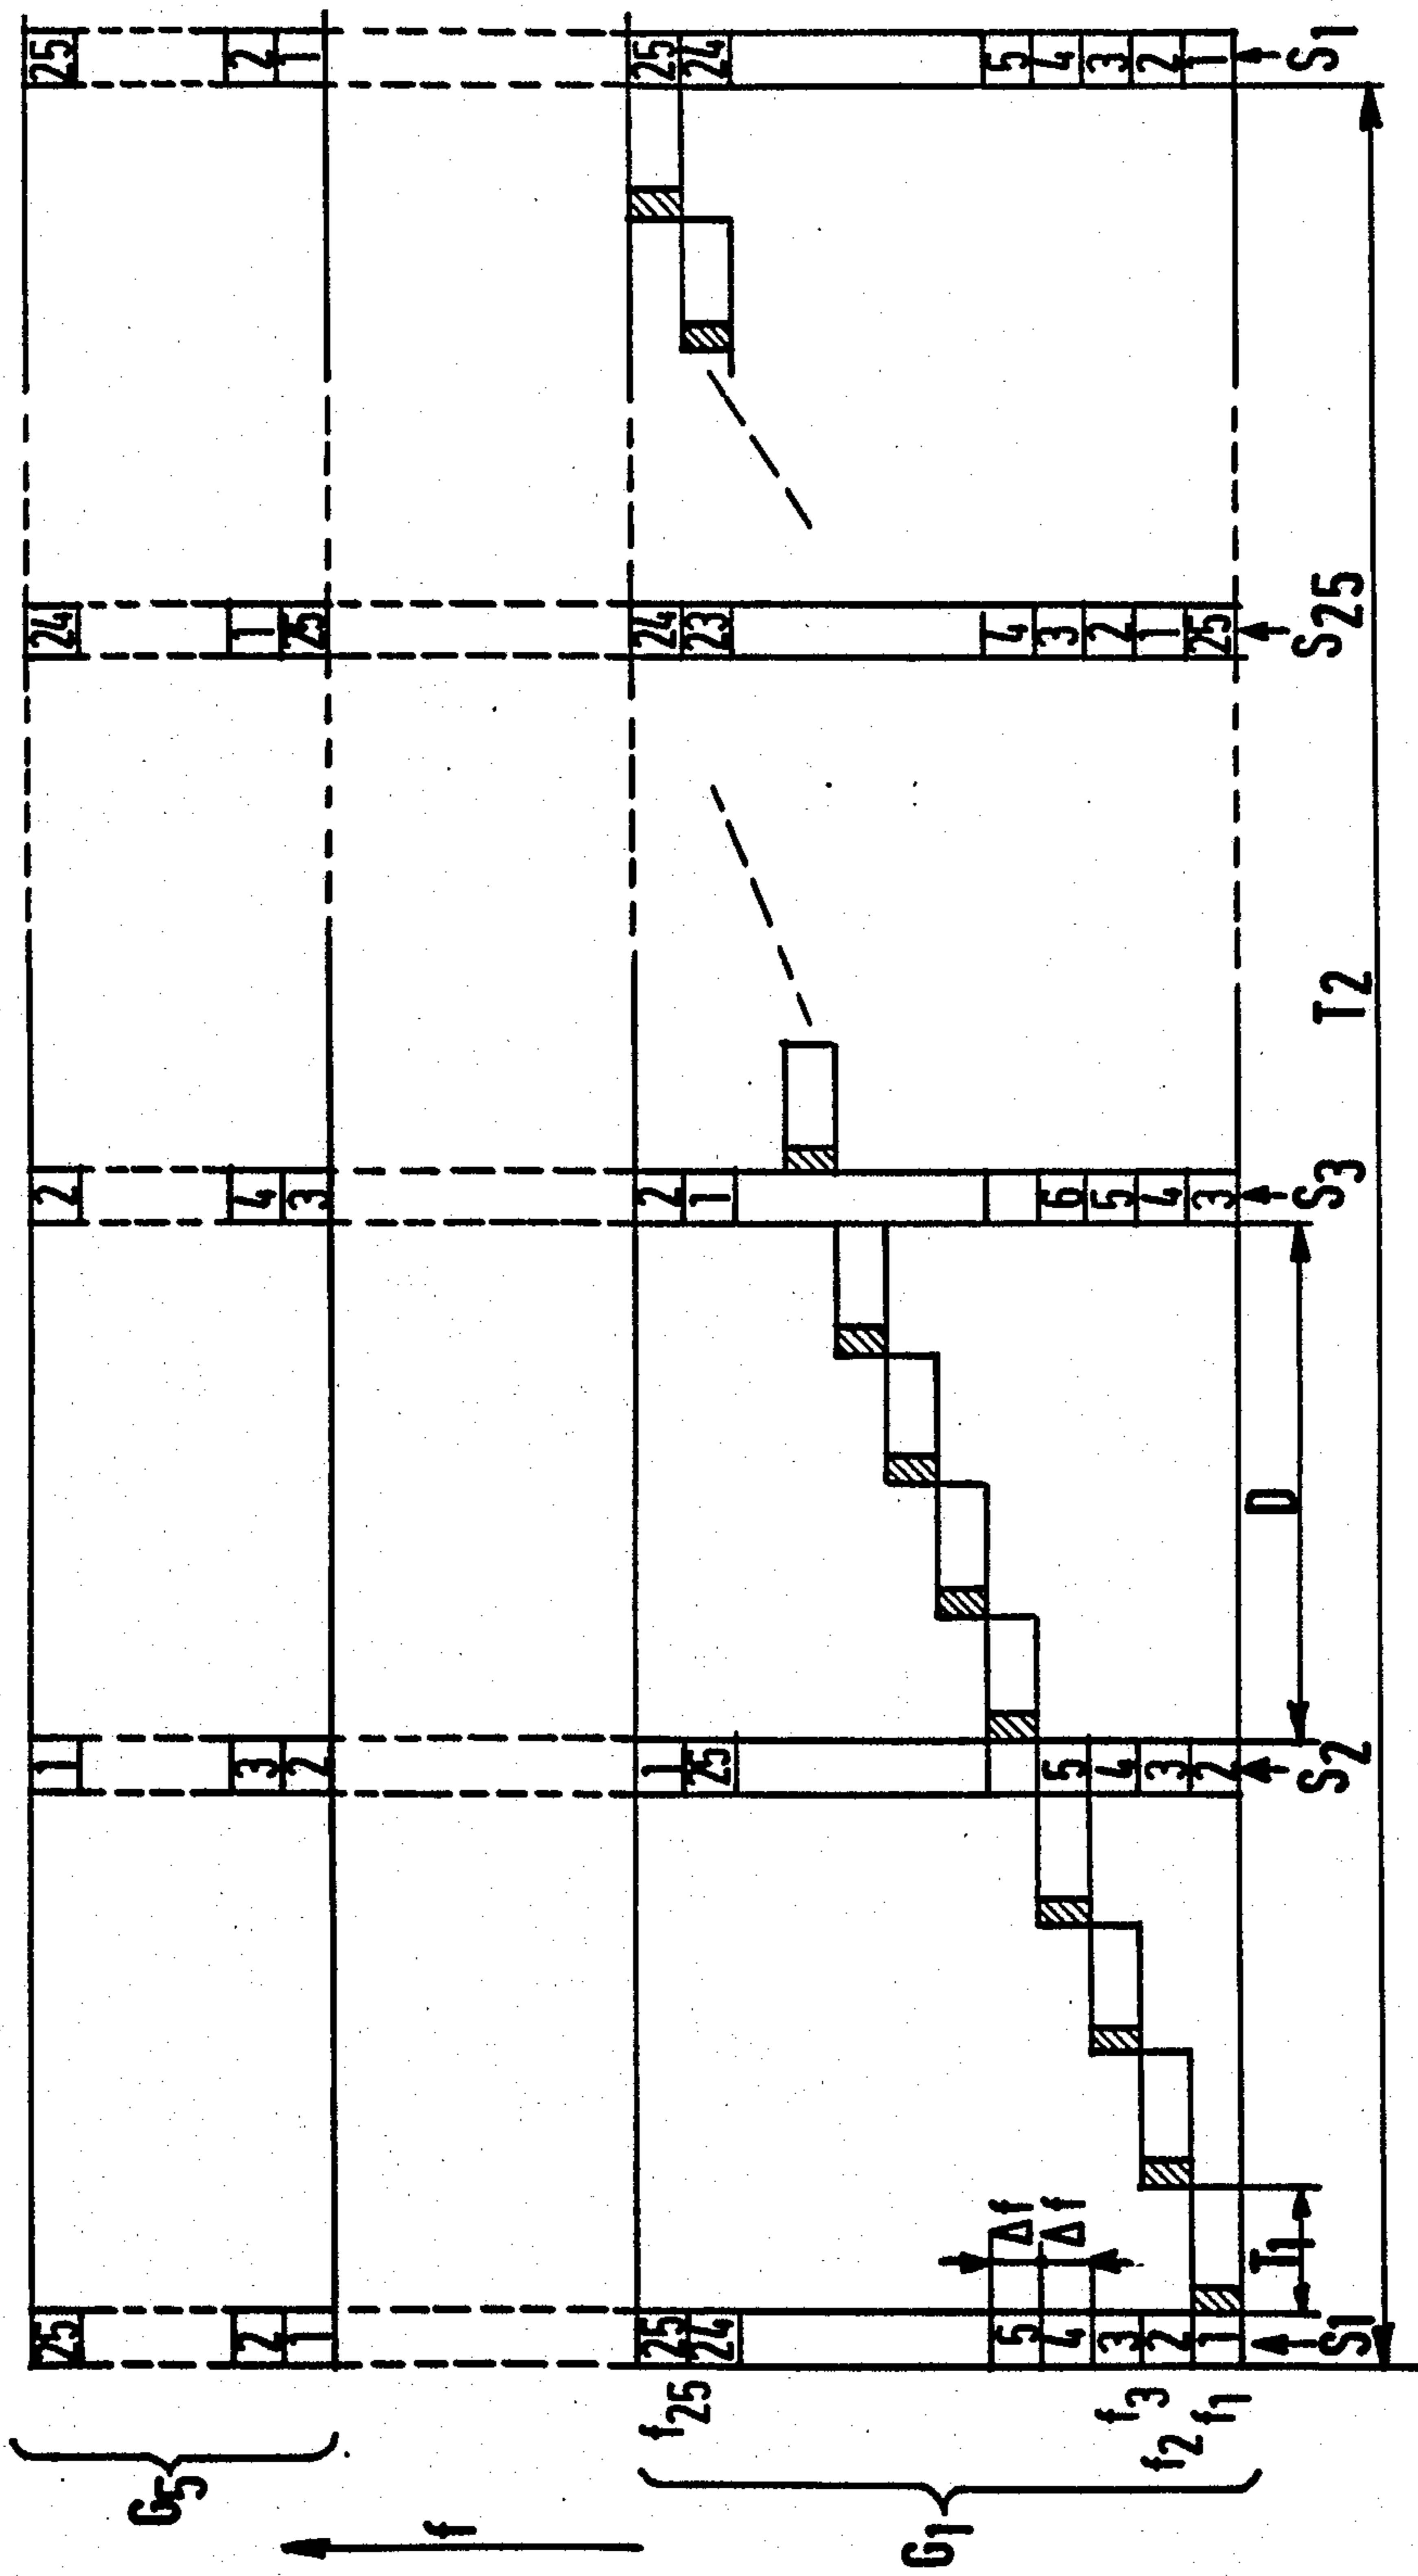 25 1 2 24 25
G5
2 3 4 1 2
1 2 3 25 1
f
f25 25 1 2 24 25
24 25 1 23 24
G1
5 Δf 4 5
4 Δf 5 6 3 4
f3 3 4 5 2 3
f2 2 3 4 1 2
f1 1 2 3 25 1
T1 D
S1 S2 S3 S25 S1
T2